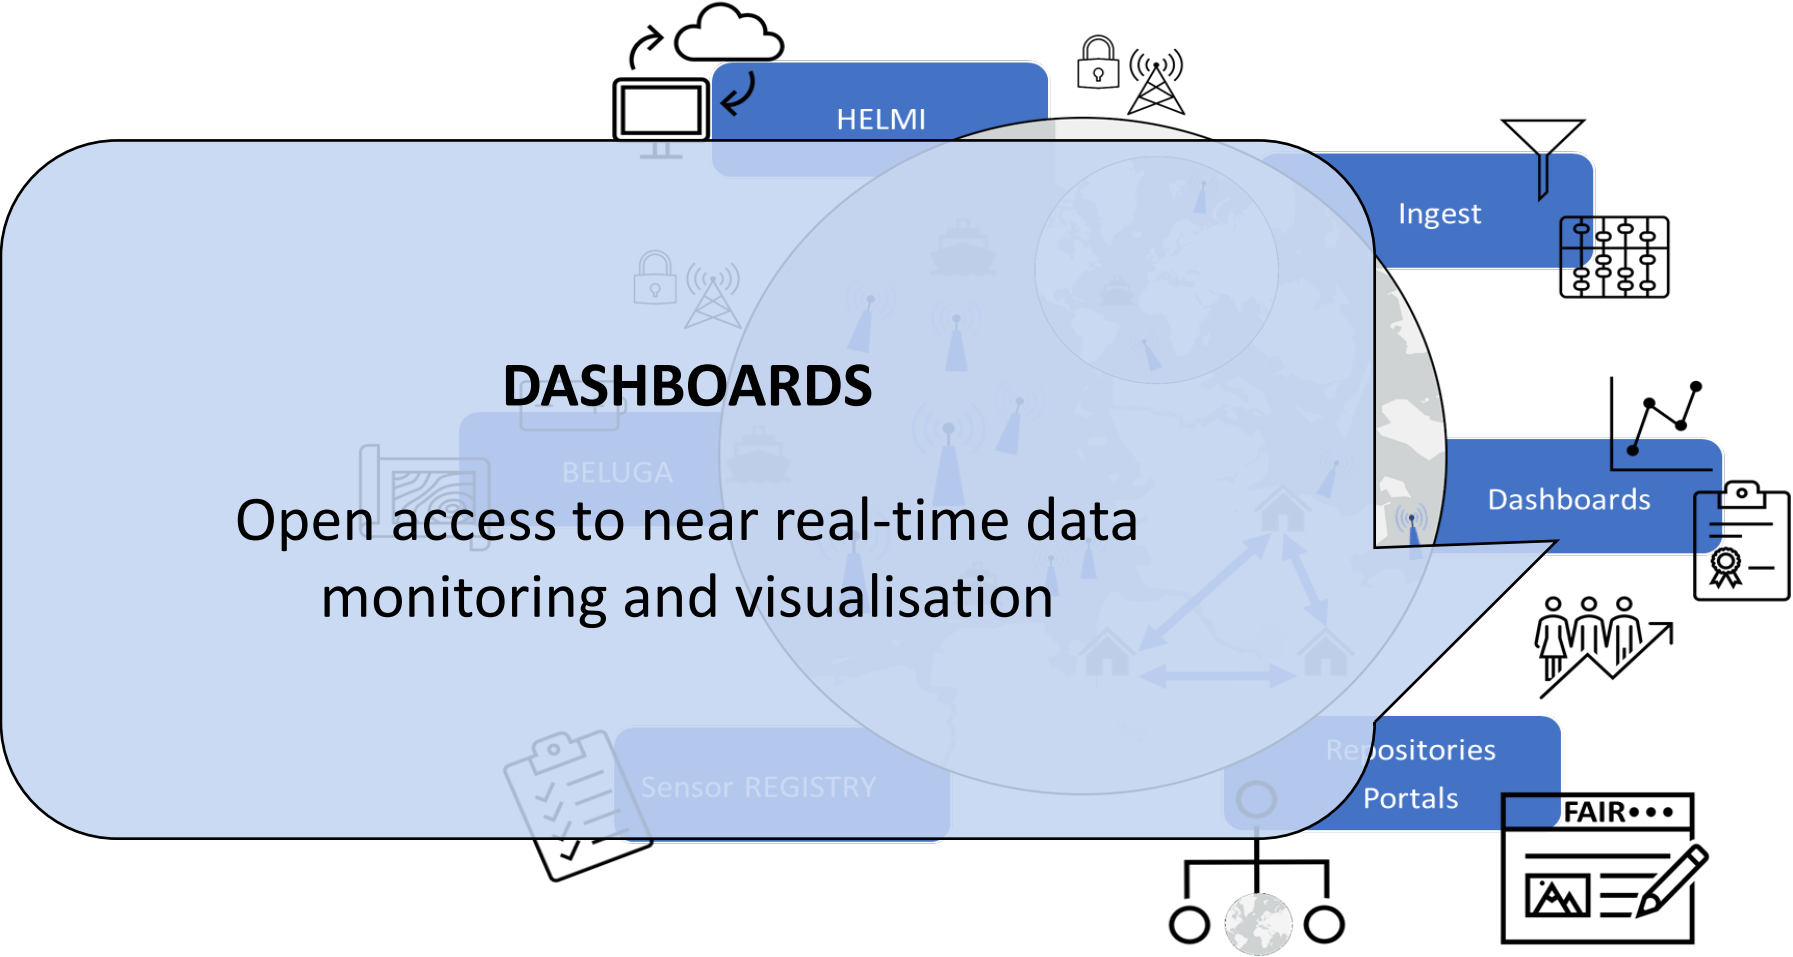 HELMI
Ingest
DASHBOARDS
BELUGA
Open access to near real-time data
monitoring and visualisation
Dashboards
Sensor REGISTRY
Repositories
Portals
FAIR